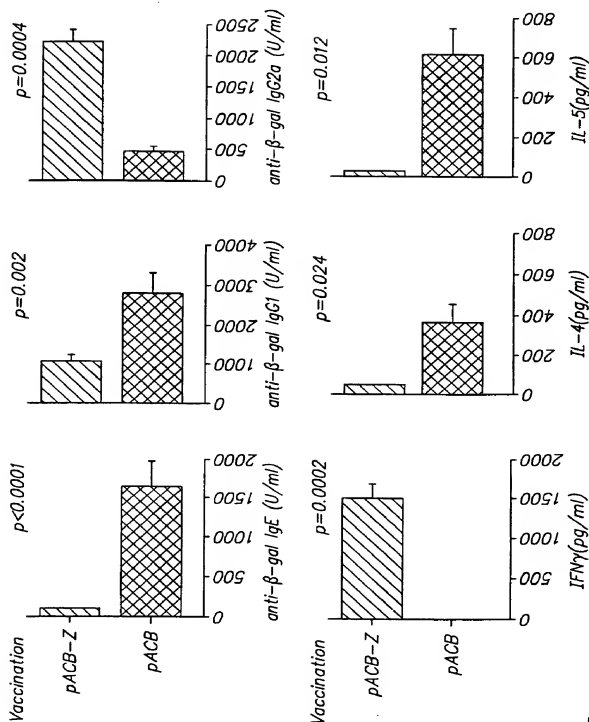 Vaccination
p<0.0001
p=0.002
p=0.0004
pACB-Z
pACB
0 500 1000 1500 2000
anti-β-gal IgE (U/ml)
0 1000 2000 3000 4000
anti-β-gal IgG1 (U/ml)
0 500 1000 1500 2000 2500
anti-β-gal IgG2a (U/ml)
Vaccination
p=0.0002
p=0.024
p=0.012
pACB-Z
pACB
0 500 1000 1500 2000
IFNγ(pg/ml)
0 200 400 600 800
IL-4(pg/ml)
0 200 400 600 800
IL-5(pg/ml)